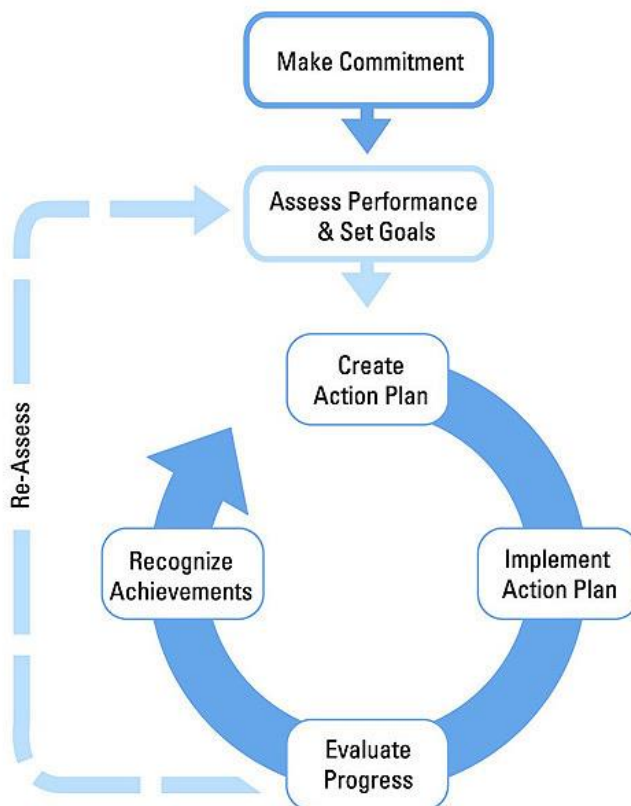 Make Commitment
Assess Performance
& Set Goals
Create
Action Plan
Re-Assess
Recognize
Achievements
Implement
Action Plan
Evaluate
Progress